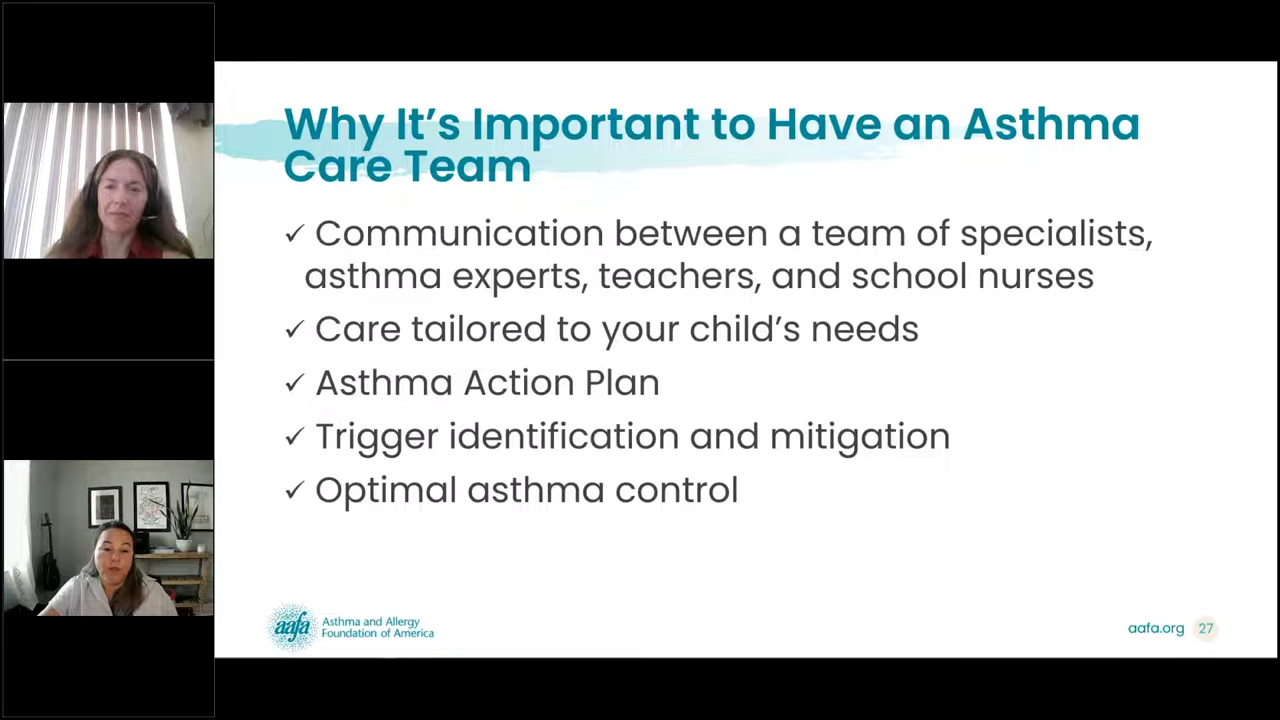 Why It’s Important to Have an Asthma
Care Team
✓ Communication between a team of specialists,
asthma experts, teachers, and school nurses
✓ Care tailored to your child’s needs
✓ Asthma Action Plan
✓ Trigger identification and mitigation
✓ Optimal asthma control
aafa Asthma and Allergy
Foundation of America
aafa.org 27